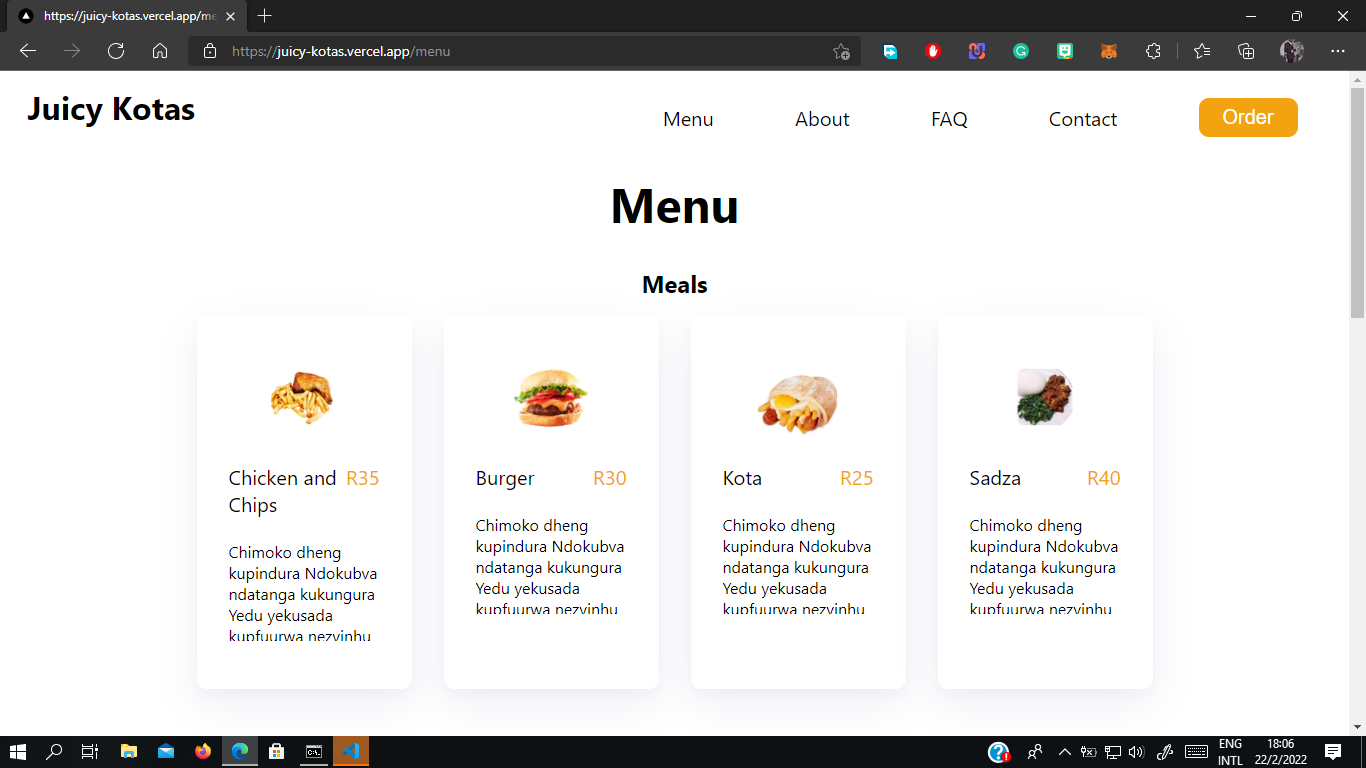 https://juicy-kotas.vercel.app/me
https://juicy-kotas.vercel.app/menu
Juicy Kotas
Menu
About
FAQ
Contact
Order
Menu
Meals
Chicken and R35
Chips
Chimoko dheng
kupindura Ndokubva
ndatanga kukungura
Yedu yekusada
kupfuurwa nezvinhu
Burger R30
Chimoko dheng
kupindura Ndokubva
ndatanga kukungura
Yedu yekusada
kupfuurwa nezvinhu
Kota R25
Chimoko dheng
kupindura Ndokubva
ndatanga kukungura
Yedu yekusada
kupfuurwa nezvinhu
Sadza R40
Chimoko dheng
kupindura Ndokubva
ndatanga kukungura
Yedu yekusada
kupfuurwa nezvinhu
ENG
INTL
18:06
22/2/2022